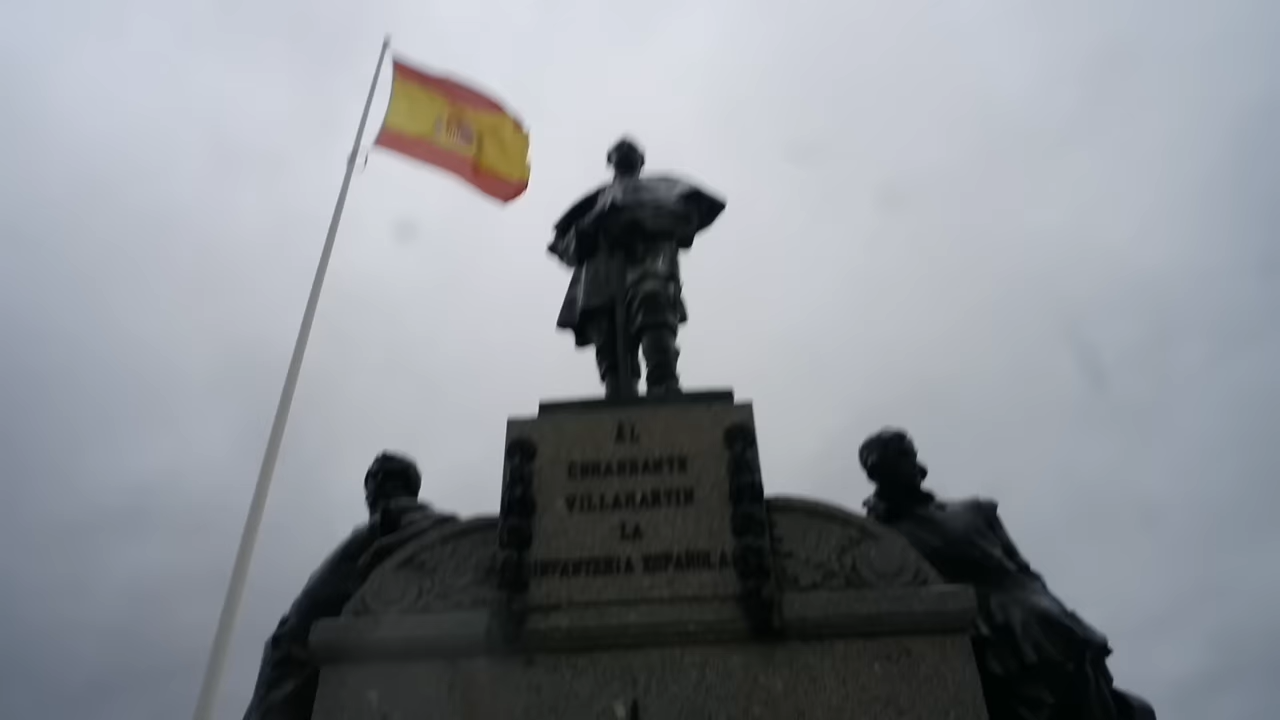 AL
COMANDANTE
VILLAMARTIN
LA
INFANTERIA ESPAÑOLA